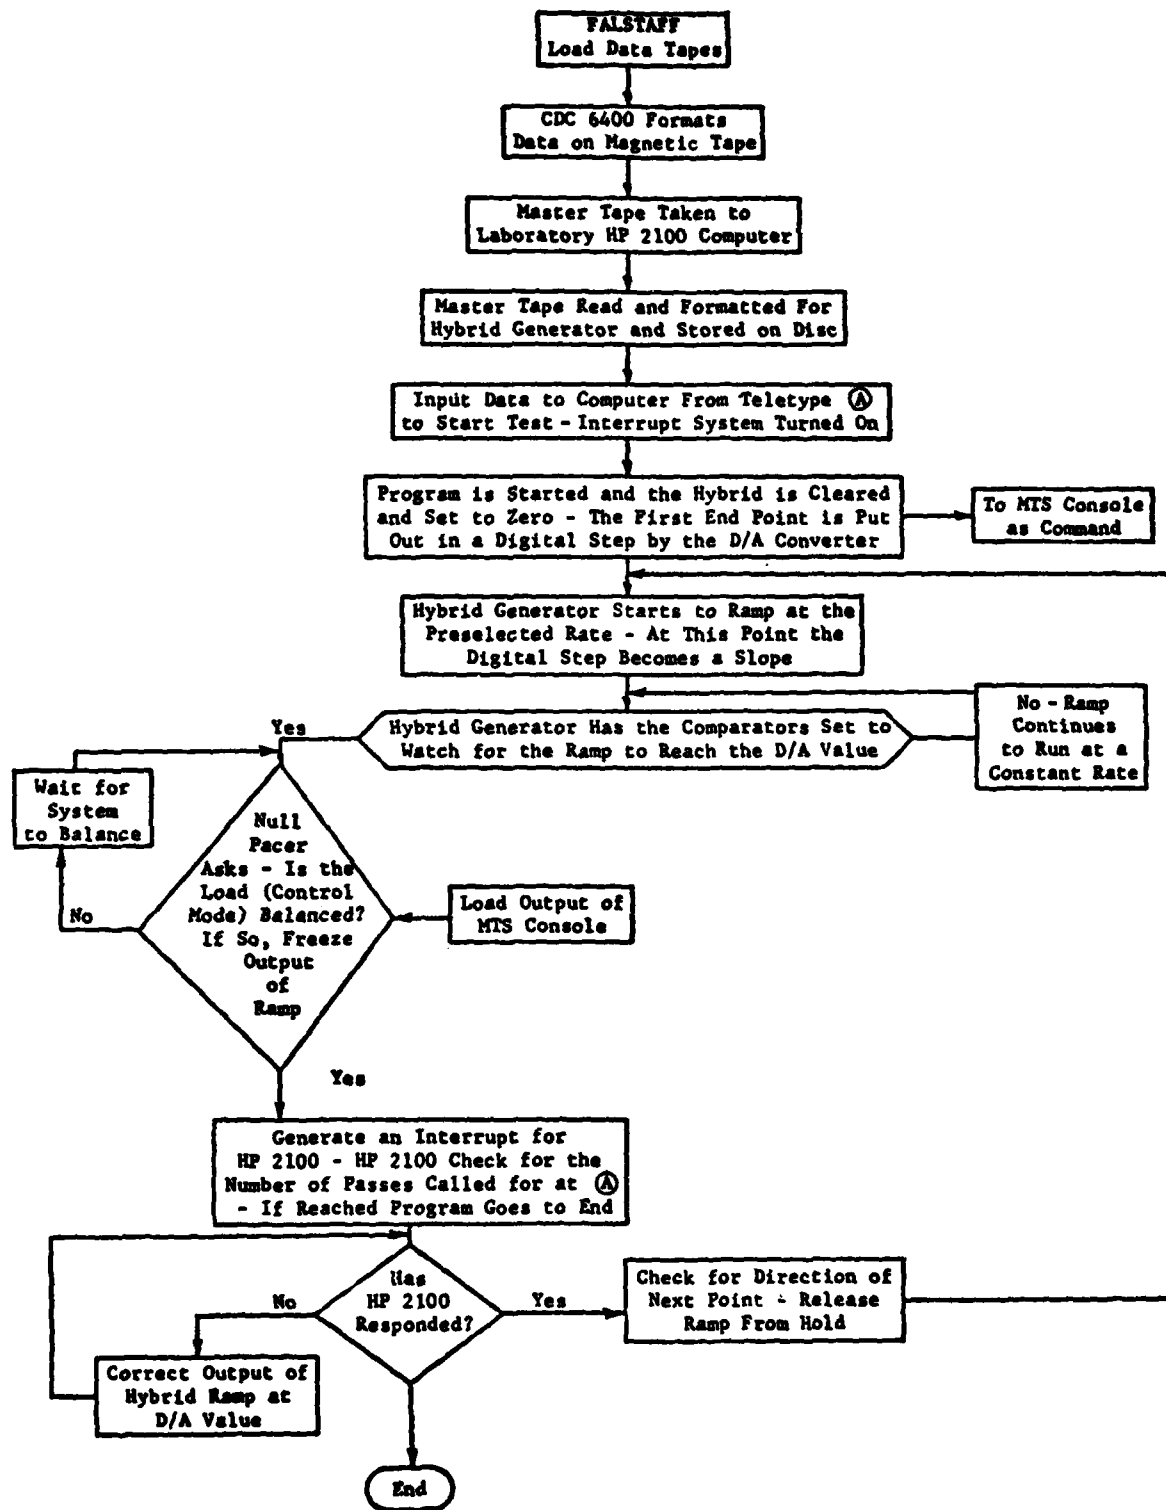 FALSTAFF
Load Data Tapes
CDC 6400 Formats
Data on Magnetic Tape
Master Tape Taken to
Laboratory HP 2100 Computer
Master Tape Read and Formatted For
Hybrid Generator and Stored on Disc
Input Data to Computer From Teletype Ⓐ
to Start Test - Interrupt System Turned On
Program is Started and the Hybrid is Cleared
and Set to Zero - The First End Point is Put
Out in a Digital Step by the D/A Converter
To MTS Console
as Command
Hybrid Generator Starts to Ramp at the
Preselected Rate - At This Point the
Digital Step Becomes a Slope
Yes
Hybrid Generator Has the Comparators Set to
Watch for the Ramp to Reach the D/A Value
No - Ramp
Continues
to Run at a
Constant Rate
Wait for
System
to Balance
Null
Pacer
Asks - Is the
Load (Control
Mode) Balanced?
If So, Freeze
Output
of
Ramp
No
Load Output of
MTS Console
Yes
Generate an Interrupt for
HP 2100 - HP 2100 Check for the
Number of Passes Called for at Ⓐ
- If Reached Program Goes to End
Has
HP 2100
Responded?
No
Yes
Check for Direction of
Next Point - Release
Ramp From Hold
Correct Output of
Hybrid Ramp at
D/A Value
End